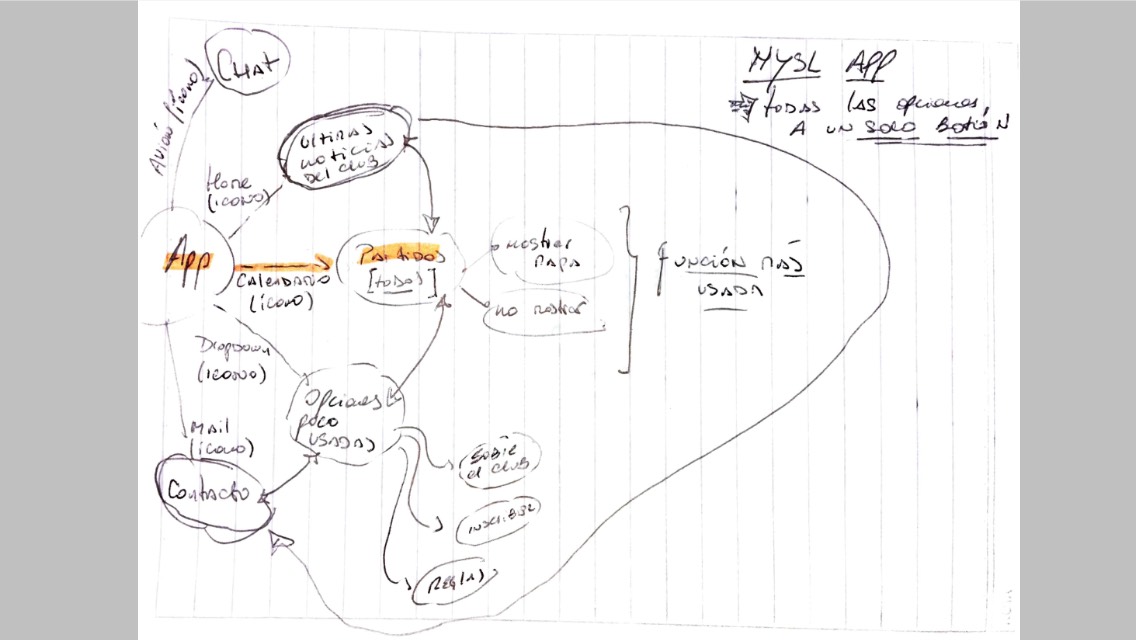 Chat
MYSL APP
todas las opciones,
A un solo botón
Avión (icono)
Ultimas
noticias
del club
Home
(icono)
App
Partidos
[todos]
Calendario
(icono)
mostrar
mapa
no mostrar
función más
usada
Dropdown
(icono)
Opciones
poco
usadas
Mail
(icono)
Contacto
sobre
el club
inscribirse
Reglas